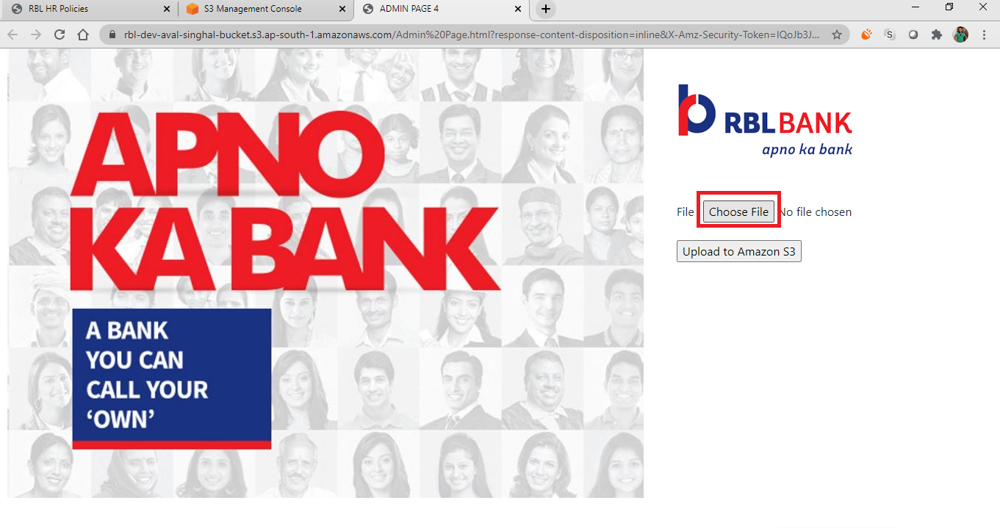 RBL HR Policies
S3 Management Console
ADMIN PAGE 4
rbl-dev-aval-singhal-bucket.s3.ap-south-1.amazonaws.com/Admin%20Page.html?response-content-disposition=inline&X-Amz-Security-Token=IQoJb3J...
S
APNO
KA BANK
A BANK
YOU CAN
CALL YOUR
‘OWN’
RBL BANK
apno ka bank
File Choose File No file chosen
Upload to Amazon S3